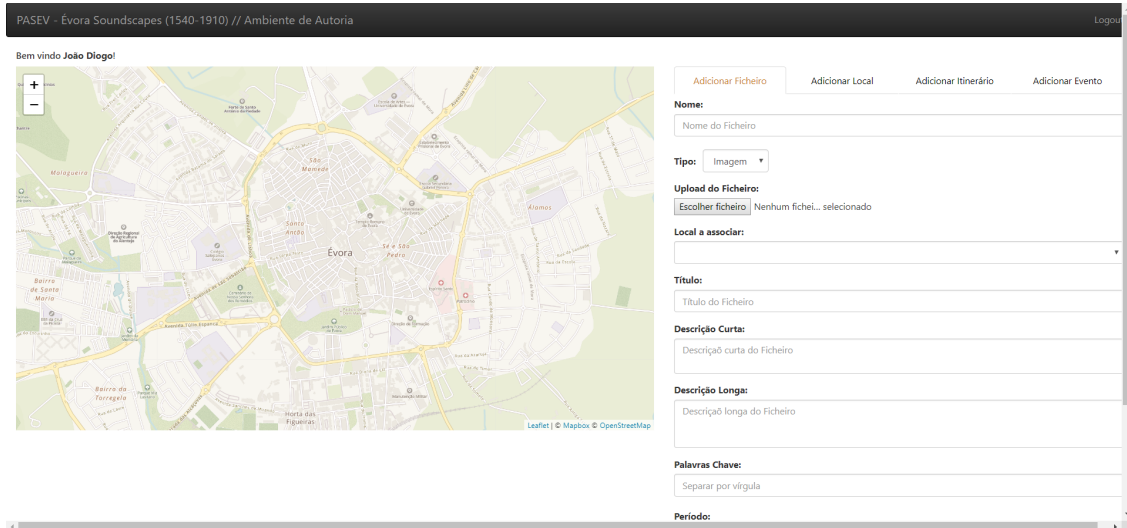 PASEV - Évora Soundscapes (1540-1910) // Ambiente de Autoria
Logout
Bem vindo João Diogo!
+
−
Malagueira
São
Mamede
Santo
Antão
Évora
Sé e São
Pedro
Álamos
Bairro
de Santa
Maria
Bairro da
Torregela
Horta das
Figueiras
Leaflet | © Mapbox © OpenStreetMap
Adicionar Ficheiro
Adicionar Local
Adicionar Itinerário
Adicionar Evento
Nome:
Nome do Ficheiro
Tipo:
Imagem
Upload do Ficheiro:
Escolher ficheiro
Nenhum fichei... selecionado
Local a associar:
Título:
Título do Ficheiro
Descrição Curta:
Descriçaõ curta do Ficheiro
Descrição Longa:
Descriçaõ longa do Ficheiro
Palavras Chave:
Separar por vírgula
Período: